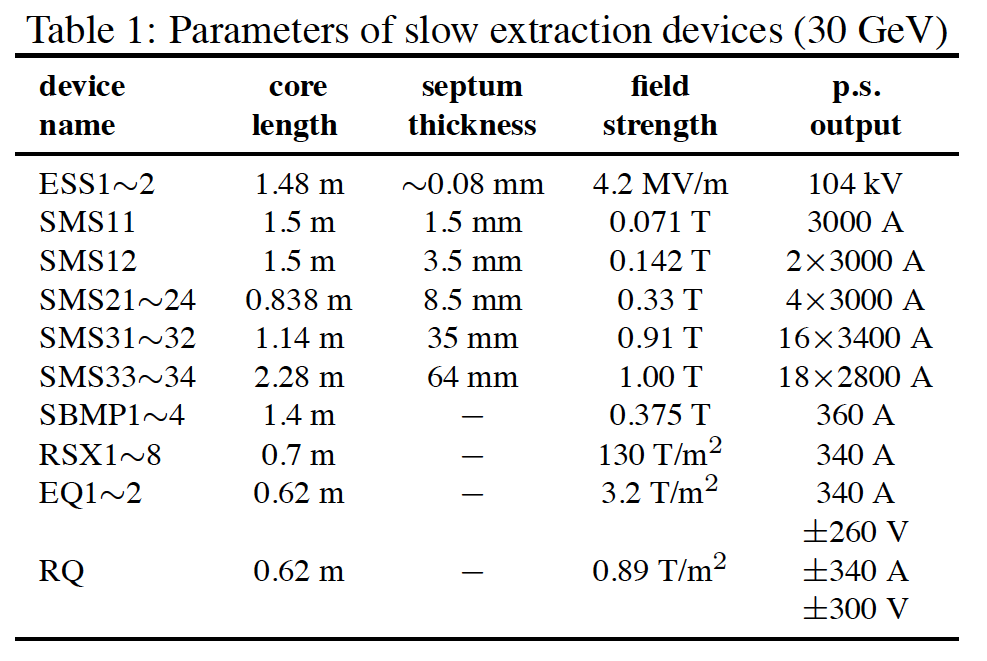 Table 1: Parameters of slow extraction devices (30 GeV)
device core septum field p.s.
name length thickness strength output
ESS1∼2 1.48 m ∼0.08 mm 4.2 MV/m 104 kV
SMS11 1.5 m 1.5 mm 0.071 T 3000 A
SMS12 1.5 m 3.5 mm 0.142 T 2×3000 A
SMS21∼24 0.838 m 8.5 mm 0.33 T 4×3000 A
SMS31∼32 1.14 m 35 mm 0.91 T 16×3400 A
SMS33∼34 2.28 m 64 mm 1.00 T 18×2800 A
SBMP1∼4 1.4 m – 0.375 T 360 A
RSX1∼8 0.7 m – 130 T/m² 340 A
EQ1∼2 0.62 m – 3.2 T/m² 340 A
±260 V
RQ 0.62 m – 0.89 T/m² ±340 A
±300 V